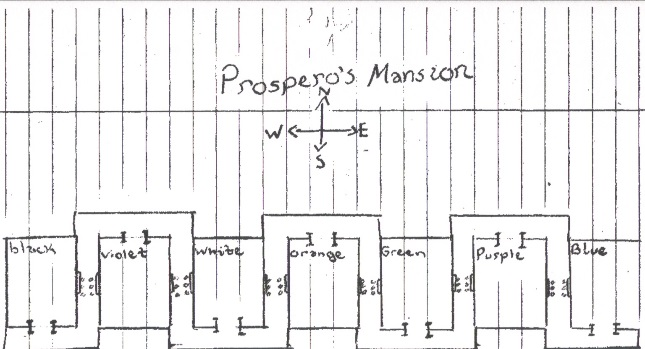 Prospero's Mansion
N
W E
S
black violet white orange Green Purple Blue